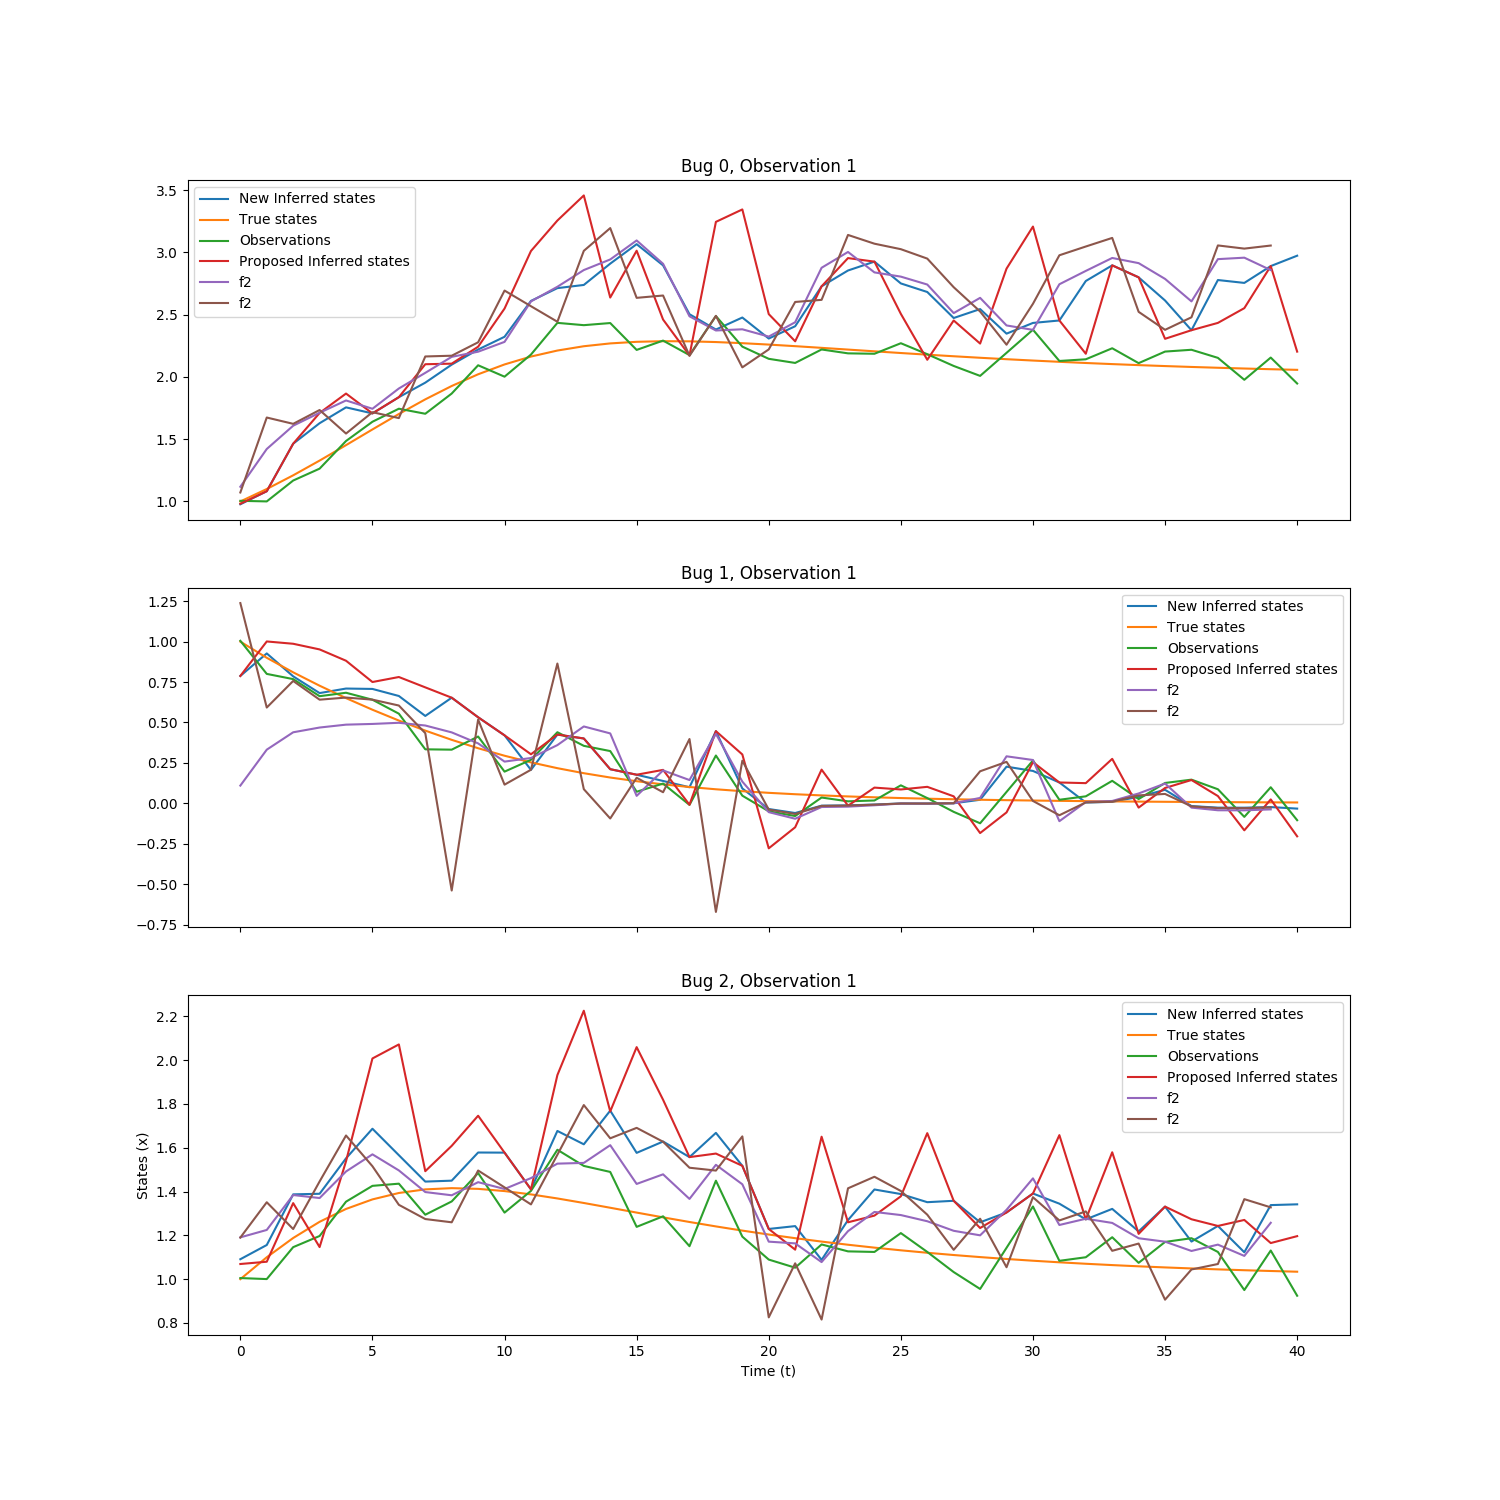 Bug 0, Observation 1
3.5
3.0
2.5
2.0
1.5
1.0
New Inferred states
True states
Observations
Proposed Inferred states
f2
f2
Bug 1, Observation 1
1.25
1.00
0.75
0.50
0.25
0.00
−0.25
−0.50
−0.75
New Inferred states
True states
Observations
Proposed Inferred states
f2
f2
Bug 2, Observation 1
States (x)
2.2
2.0
1.8
1.6
1.4
1.2
1.0
0.8
New Inferred states
True states
Observations
Proposed Inferred states
f2
f2
0 5 10 15 20 25 30 35 40
Time (t)